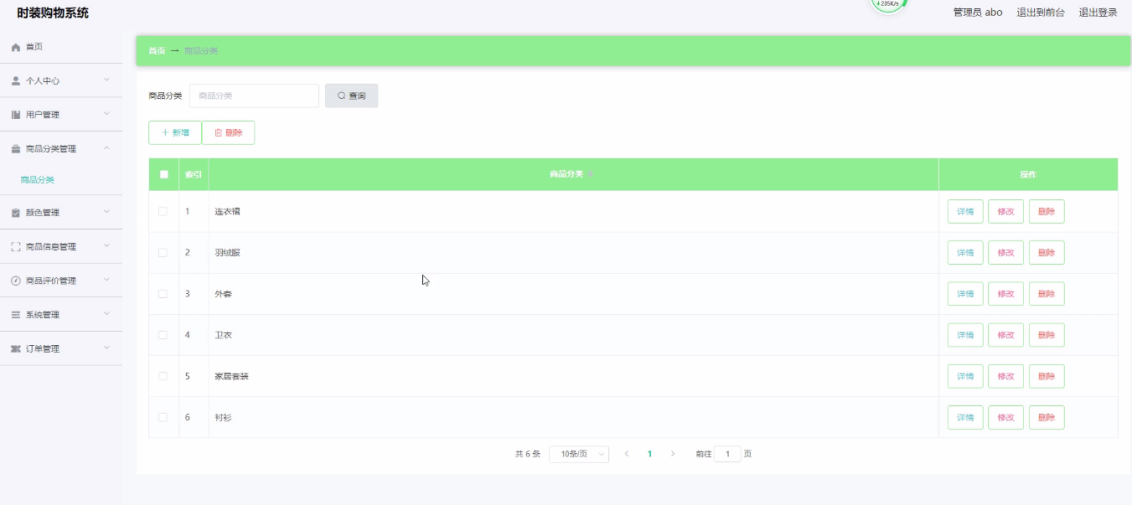 时装购物系统
管理员 abo 退出到前台 退出登录
首页
个人中心
用户管理
商品分类管理
商品分类
颜色管理
商品信息管理
商品评价管理
系统管理
订单管理
首页 → 商品分类
商品分类 商品分类 查询
+ 新增 删除
索引 商品分类 操作
1 连衣裙 详情 修改 删除
2 羽绒服 详情 修改 删除
3 外套 详情 修改 删除
4 卫衣 详情 修改 删除
5 家居套装 详情 修改 删除
6 衬衫 详情 修改 删除
共 6 条 10条/页 < 1 > 前往 1 页